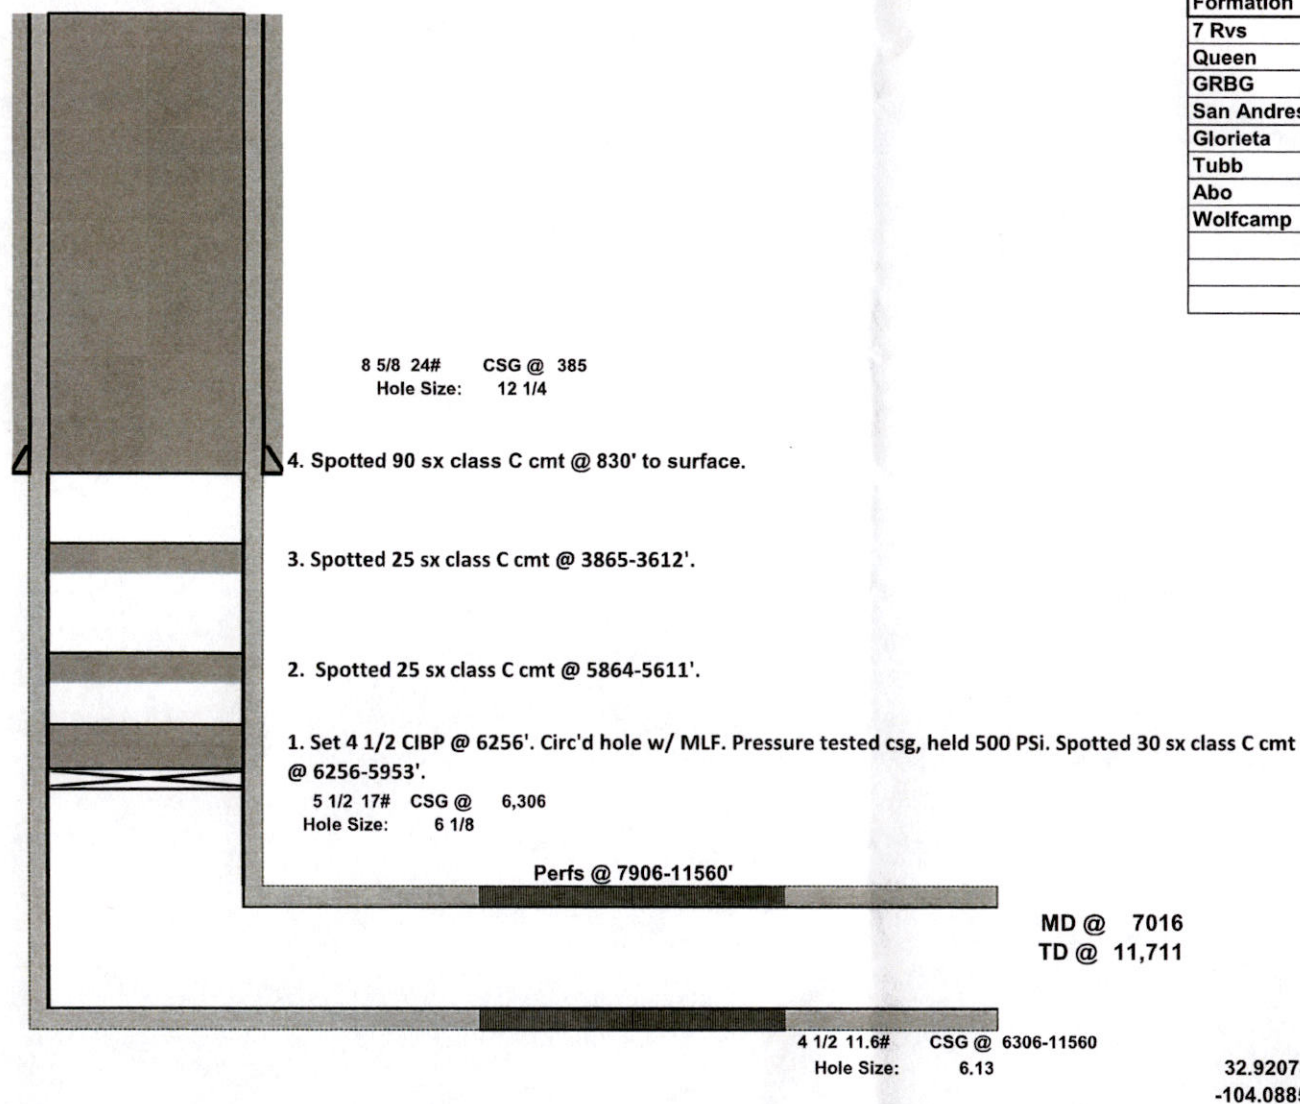 Formation
7 Rvs
Queen
GRBG
San Andres
Glorieta
Tubb
Abo
Wolfcamp
8 5/8 24# CSG @ 385
Hole Size: 12 1/4
4. Spotted 90 sx class C cmt @ 830' to surface.
3. Spotted 25 sx class C cmt @ 3865-3612'.
2. Spotted 25 sx class C cmt @ 5864-5611'.
1. Set 4 1/2 CIBP @ 6256'. Circ'd hole w/ MLF. Pressure tested csg, held 500 PSi. Spotted 30 sx class C cmt
@ 6256-5953'.
5 1/2 17# CSG @ 6,306
Hole Size: 6 1/8
Perfs @ 7906-11560'
MD @ 7016
TD @ 11,711
4 1/2 11.6# CSG @ 6306-11560
Hole Size: 6.13
32.9207
-104.0885